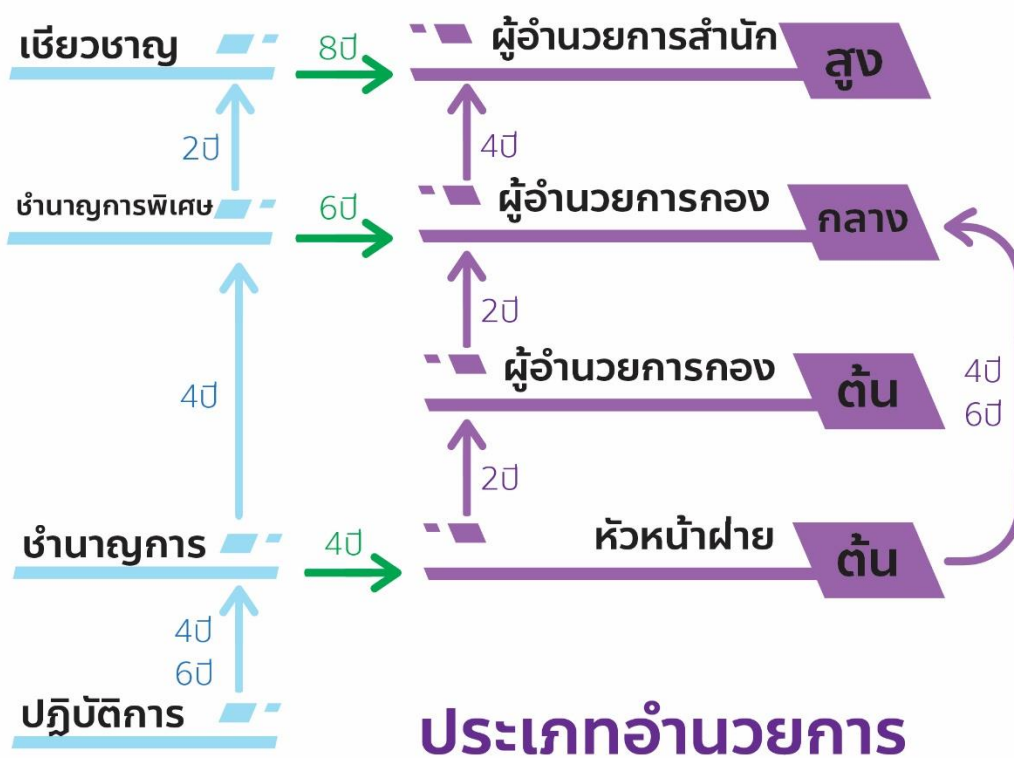 เชียวชาญ
8ปี
ผู้อำนวยการสำนัก
สูง
2ปี
4ปี
ชำนาญการพิเศษ
6ปี
ผู้อำนวยการกอง
กลาง
2ปี
ผู้อำนวยการกอง
ต้น
4ปี
4ปี
6ปี
2ปี
ชำนาญการ
4ปี
หัวหน้าฝ่าย
ต้น
4ปี
6ปี
ปฏิบัติการ
ประเภทอำนวยการ